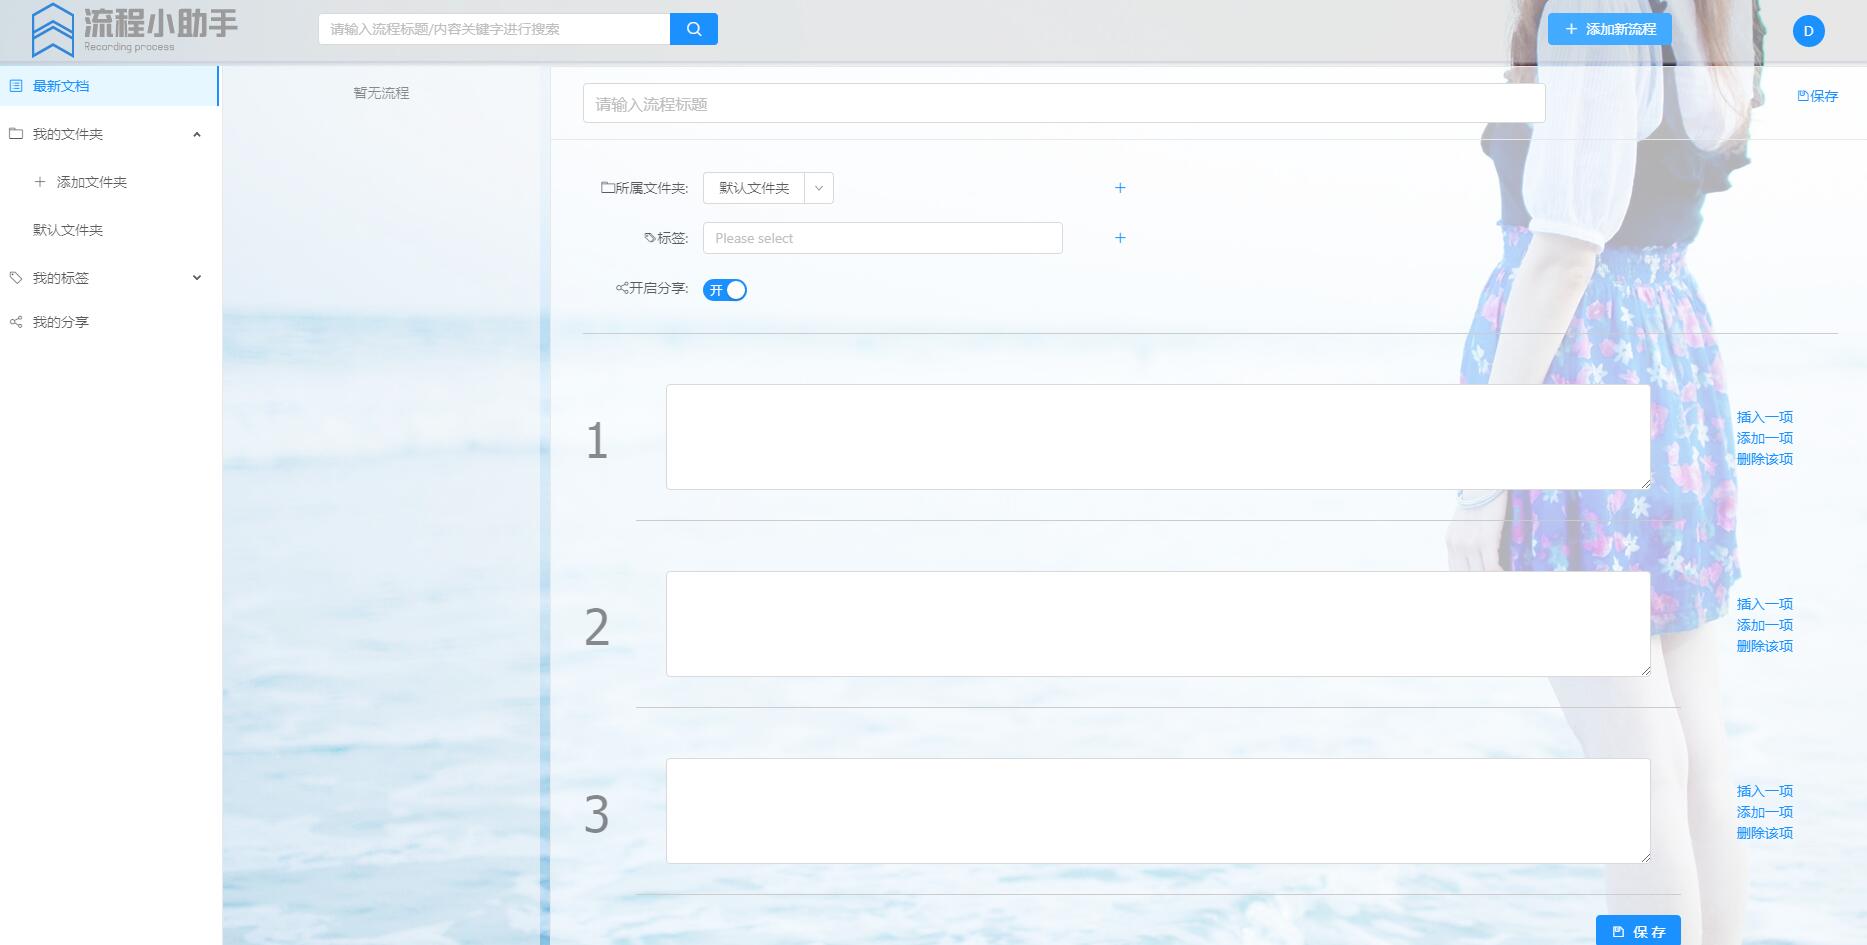 流程小助手
Recording process
请输入流程标题/内容关键字进行搜索
添加新流程
D
最新文档
我的文件夹
添加文件夹
默认文件夹
我的标签
我的分享
暂无流程
请输入流程标题
保存
所属文件夹:
默认文件夹
标签:
Please select
开启分享:
开
1
插入一项
添加一项
删除该项
2
插入一项
添加一项
删除该项
3
插入一项
添加一项
删除该项
保 存